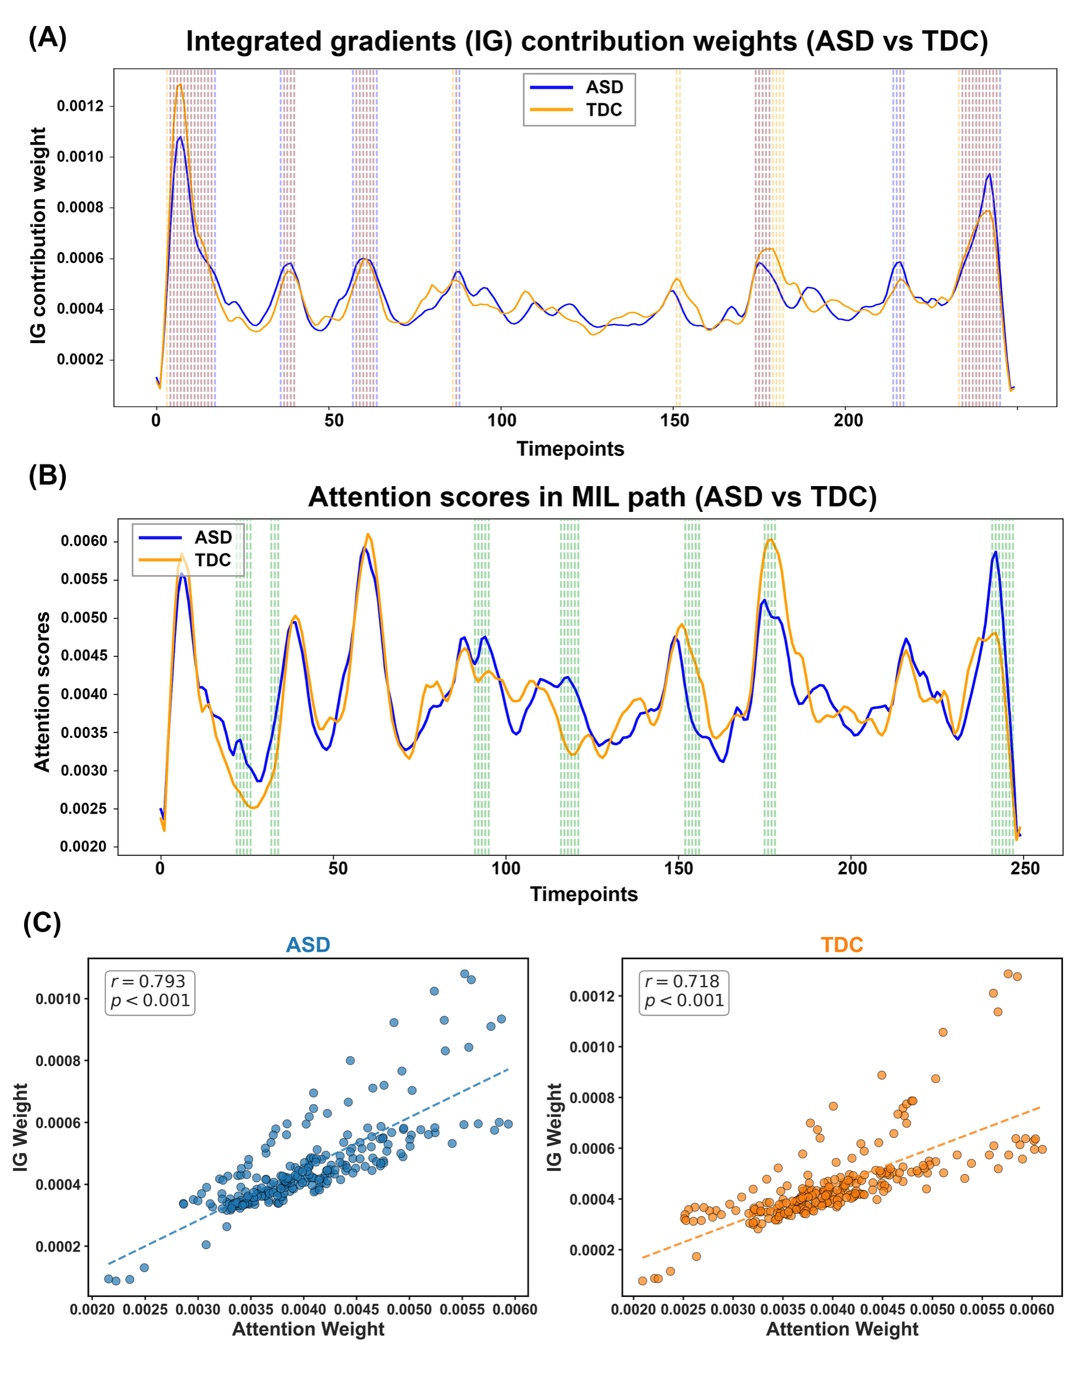 (A)
Integrated gradients (IG) contribution weights (ASD vs TDC)
ASD
TDC
IG contribution weight
0.0012
0.0010
0.0008
0.0006
0.0004
0.0002
0 50 100 150 200
Timepoints
(B)
Attention scores in MIL path (ASD vs TDC)
ASD
TDC
Attention scores
0.0060
0.0055
0.0050
0.0045
0.0040
0.0035
0.0030
0.0025
0.0020
0 50 100 150 200 250
Timepoints
(C)
ASD
r = 0.793
p < 0.001
IG Weight
0.0010
0.0008
0.0006
0.0004
0.0002
0.0020 0.0025 0.0030 0.0035 0.0040 0.0045 0.0050 0.0055 0.0060
Attention Weight
TDC
r = 0.718
p < 0.001
IG Weight
0.0012
0.0010
0.0008
0.0006
0.0004
0.0002
0.0020 0.0025 0.0030 0.0035 0.0040 0.0045 0.0050 0.0055 0.0060
Attention Weight